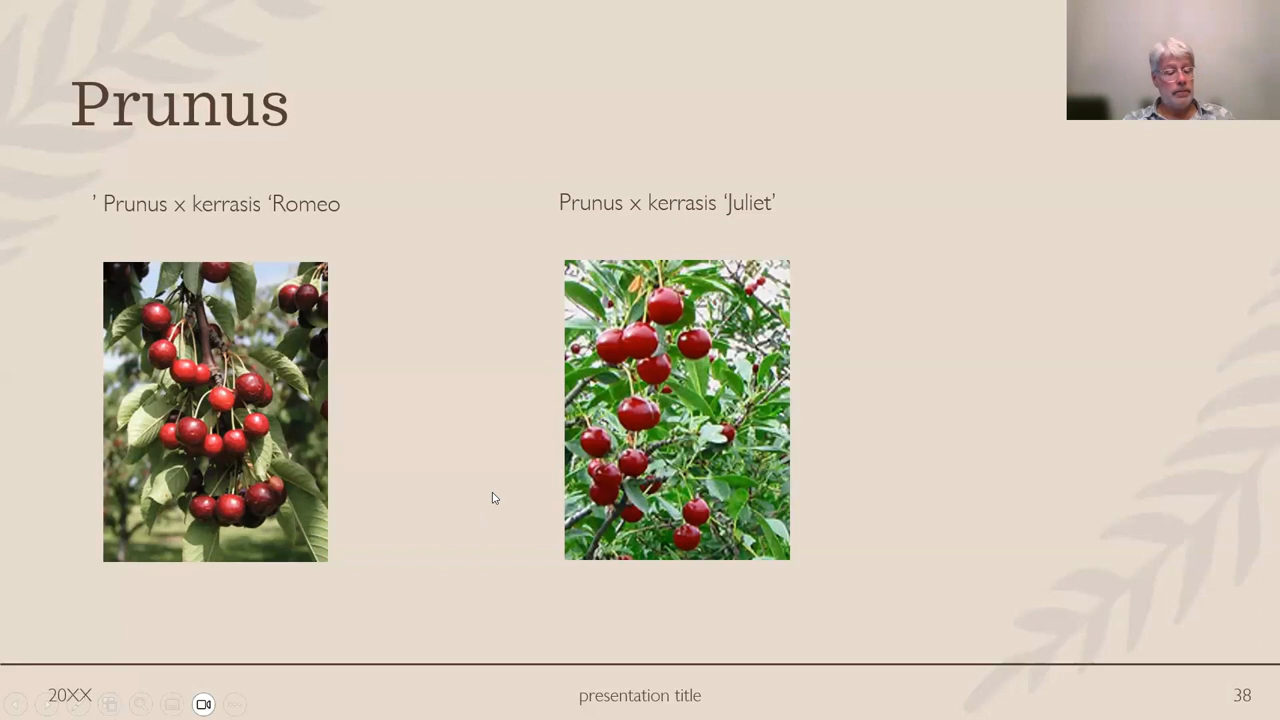 Prunus
’ Prunus x kerrasis ‘Romeo
Prunus x kerrasis ‘Juliet’
20XX
presentation title
38